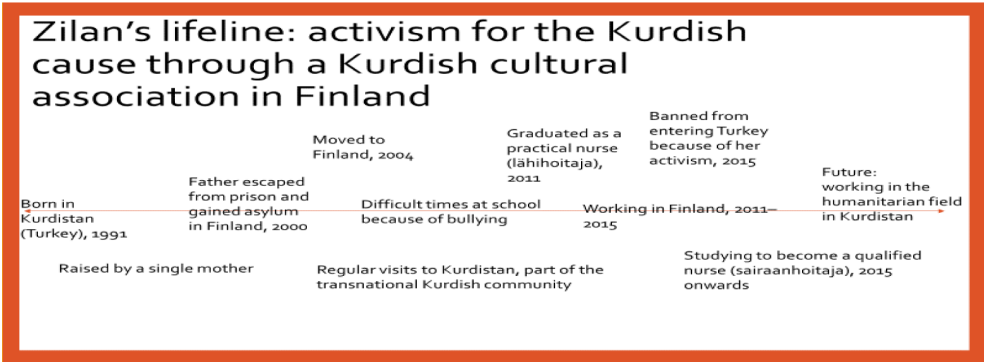 Zilan’s lifeline: activism for the Kurdish
cause through a Kurdish cultural
association in Finland
Born in
Kurdistan
(Turkey), 1991
Raised by a single mother
Father escaped
from prison and
gained asylum
in Finland, 2000
Moved to
Finland, 2004
Difficult times at school
because of bullying
Regular visits to Kurdistan, part of the
transnational Kurdish community
Graduated as a
practical nurse
(lähihoitaja),
2011
Working in Finland, 2011–
2015
Banned from
entering Turkey
because of her
activism, 2015
Studying to become a qualified
nurse (sairaanhoitaja), 2015
onwards
Future:
working in the
humanitarian field
in Kurdistan